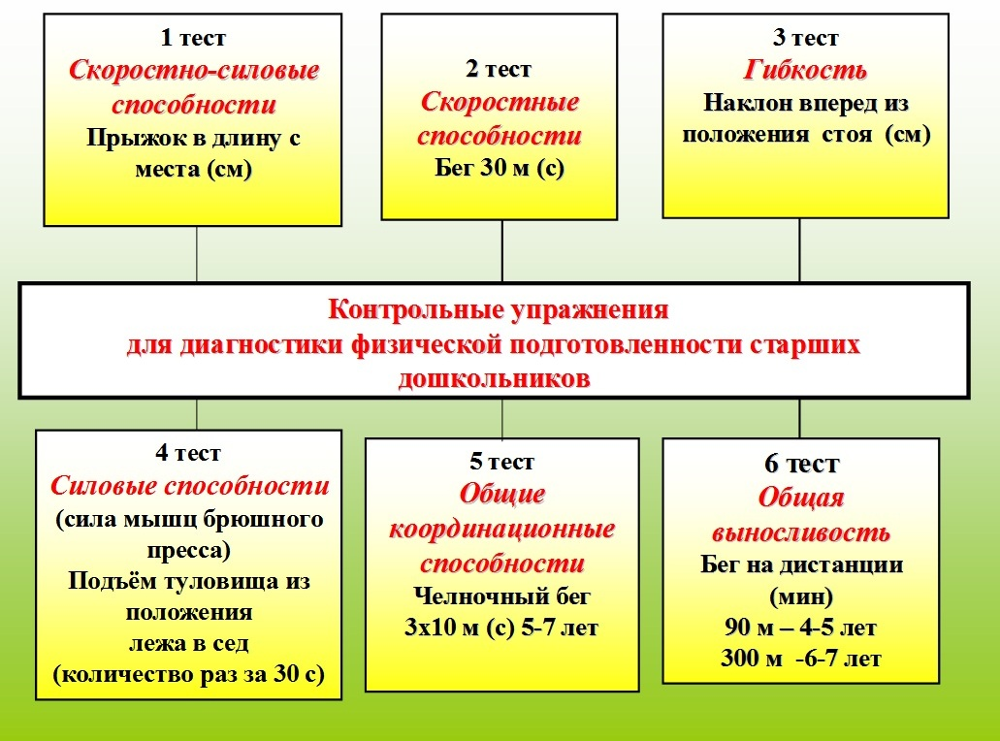 1 тест
Скоростно-силовые
способности
Прыжок в длину с
места (см)
2 тест
Скоростные
способности
Бег 30 м (с)
3 тест
Гибкость
Наклон вперед из
положения стоя (см)
Контрольные упражнения
для диагностики физической подготовленности старших
дошкольников
4 тест
Силовые способности
(сила мышц брюшного
пресса)
Подъём туловища из
положения
лежа в сед
(количество раз за 30 с)
5 тест
Общие
координационные
способности
Челночный бег
3х10 м (с) 5-7 лет
6 тест
Общая
выносливость
Бег на дистанции
(мин)
90 м – 4-5 лет
300 м -6-7 лет